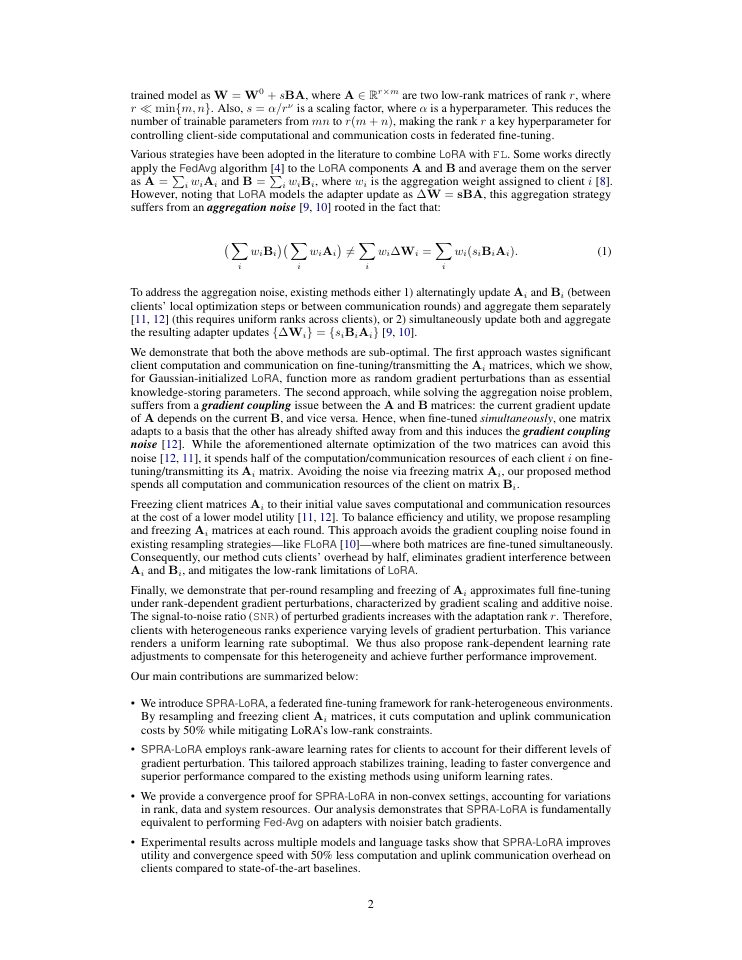 trained model as W = W⁰ + sBA, where A ∈ ℝ^{r×m} are two low-rank matrices of rank r, where
r ≪ min{m, n}. Also, s = α/r^ν is a scaling factor, where α is a hyperparameter. This reduces the
number of trainable parameters from mn to r(m + n), making the rank r a key hyperparameter for
controlling client-side computational and communication costs in federated fine-tuning.
Various strategies have been adopted in the literature to combine LoRA with FL. Some works directly
apply the FedAvg algorithm [4] to the LoRA components A and B and average them on the server
as A = ∑_i w_i A_i and B = ∑_i w_i B_i, where w_i is the aggregation weight assigned to client i [8].
However, noting that LoRA models the adapter update as ΔW = sBA, this aggregation strategy
suffers from an aggregation noise [9, 10] rooted in the fact that:
(∑_i w_i B_i)(∑_i w_i A_i) ≠ ∑_i w_i ΔW_i = ∑_i w_i(s_i B_i A_i). (1)
To address the aggregation noise, existing methods either 1) alternatingly update A_i and B_i (between
clients' local optimization steps or between communication rounds) and aggregate them separately
[11, 12] (this requires uniform ranks across clients), or 2) simultaneously update both and aggregate
the resulting adapter updates {ΔW_i} = {s_i B_i A_i} [9, 10].
We demonstrate that both the above methods are sub-optimal. The first approach wastes significant
client computation and communication on fine-tuning/transmitting the A_i matrices, which we show,
for Gaussian-initialized LoRA, function more as random gradient perturbations than as essential
knowledge-storing parameters. The second approach, while solving the aggregation noise problem,
suffers from a gradient coupling issue between the A and B matrices: the current gradient update
of A depends on the current B, and vice versa. Hence, when fine-tuned simultaneously, one matrix
adapts to a basis that the other has already shifted away from and this induces the gradient coupling
noise [12]. While the aforementioned alternate optimization of the two matrices can avoid this
noise [12, 11], it spends half of the computation/communication resources of each client i on fine-
tuning/transmitting its A_i matrix. Avoiding the noise via freezing matrix A_i, our proposed method
spends all computation and communication resources of the client on matrix B_i.
Freezing client matrices A_i to their initial value saves computational and communication resources
at the cost of a lower model utility [11, 12]. To balance efficiency and utility, we propose resampling
and freezing A_i matrices at each round. This approach avoids the gradient coupling noise found in
existing resampling strategies—like FLoRA [10]—where both matrices are fine-tuned simultaneously.
Consequently, our method cuts clients' overhead by half, eliminates gradient interference between
A_i and B_i, and mitigates the low-rank limitations of LoRA.
Finally, we demonstrate that per-round resampling and freezing of A_i approximates full fine-tuning
under rank-dependent gradient perturbations, characterized by gradient scaling and additive noise.
The signal-to-noise ratio (SNR) of perturbed gradients increases with the adaptation rank r. Therefore,
clients with heterogeneous ranks experience varying levels of gradient perturbation. This variance
renders a uniform learning rate suboptimal. We thus also propose rank-dependent learning rate
adjustments to compensate for this heterogeneity and achieve further performance improvement.
Our main contributions are summarized below:
• We introduce SPRA-LoRA, a federated fine-tuning framework for rank-heterogeneous environments.
By resampling and freezing client A_i matrices, it cuts computation and uplink communication
costs by 50% while mitigating LoRA's low-rank constraints.
• SPRA-LoRA employs rank-aware learning rates for clients to account for their different levels of
gradient perturbation. This tailored approach stabilizes training, leading to faster convergence and
superior performance compared to the existing methods using uniform learning rates.
• We provide a convergence proof for SPRA-LoRA in non-convex settings, accounting for variations
in rank, data and system resources. Our analysis demonstrates that SPRA-LoRA is fundamentally
equivalent to performing Fed-Avg on adapters with noisier batch gradients.
• Experimental results across multiple models and language tasks show that SPRA-LoRA improves
utility and convergence speed with 50% less computation and uplink communication overhead on
clients compared to state-of-the-art baselines.
2